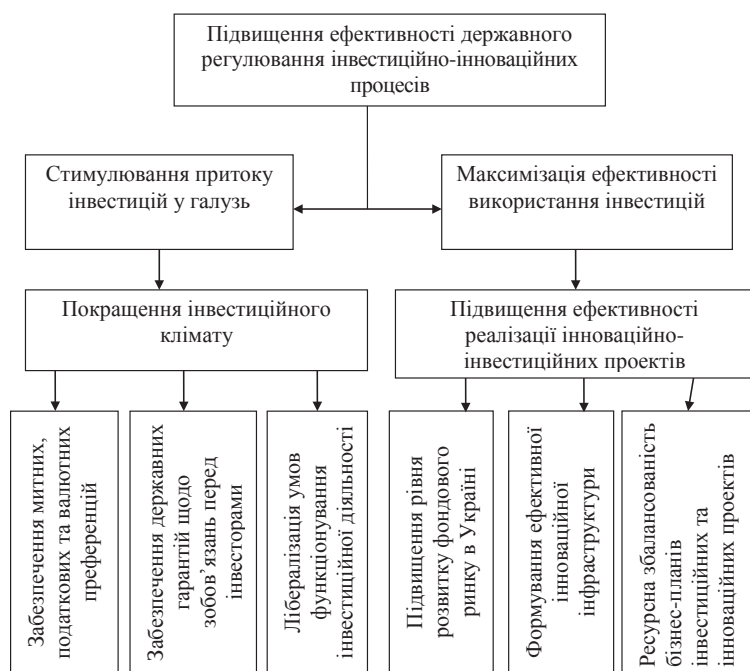 Підвищення ефективності державного
регулювання інвестиційно-інноваційних
процесів
Стимулювання притоку
інвестицій у галузь
Максимізація ефективності
використання інвестицій
Покращення інвестиційного
клімату
Підвищення ефективності
реалізації інноваційно-
інвестиційних проектів
Забезпечення митних,
податкових та валютних
преференцій
Забезпечення державних
гарантій щодо
зобов’язань перед
інвесторами
Лібералізація умов
функціонування
інвестиційної діяльності
Підвищення рівня
розвитку фондового
ринку в Україні
Формування ефективної
інноваційної
інфраструктури
Ресурсна збалансованість
бізнес-планів
інвестиційних та
інноваційних проектів